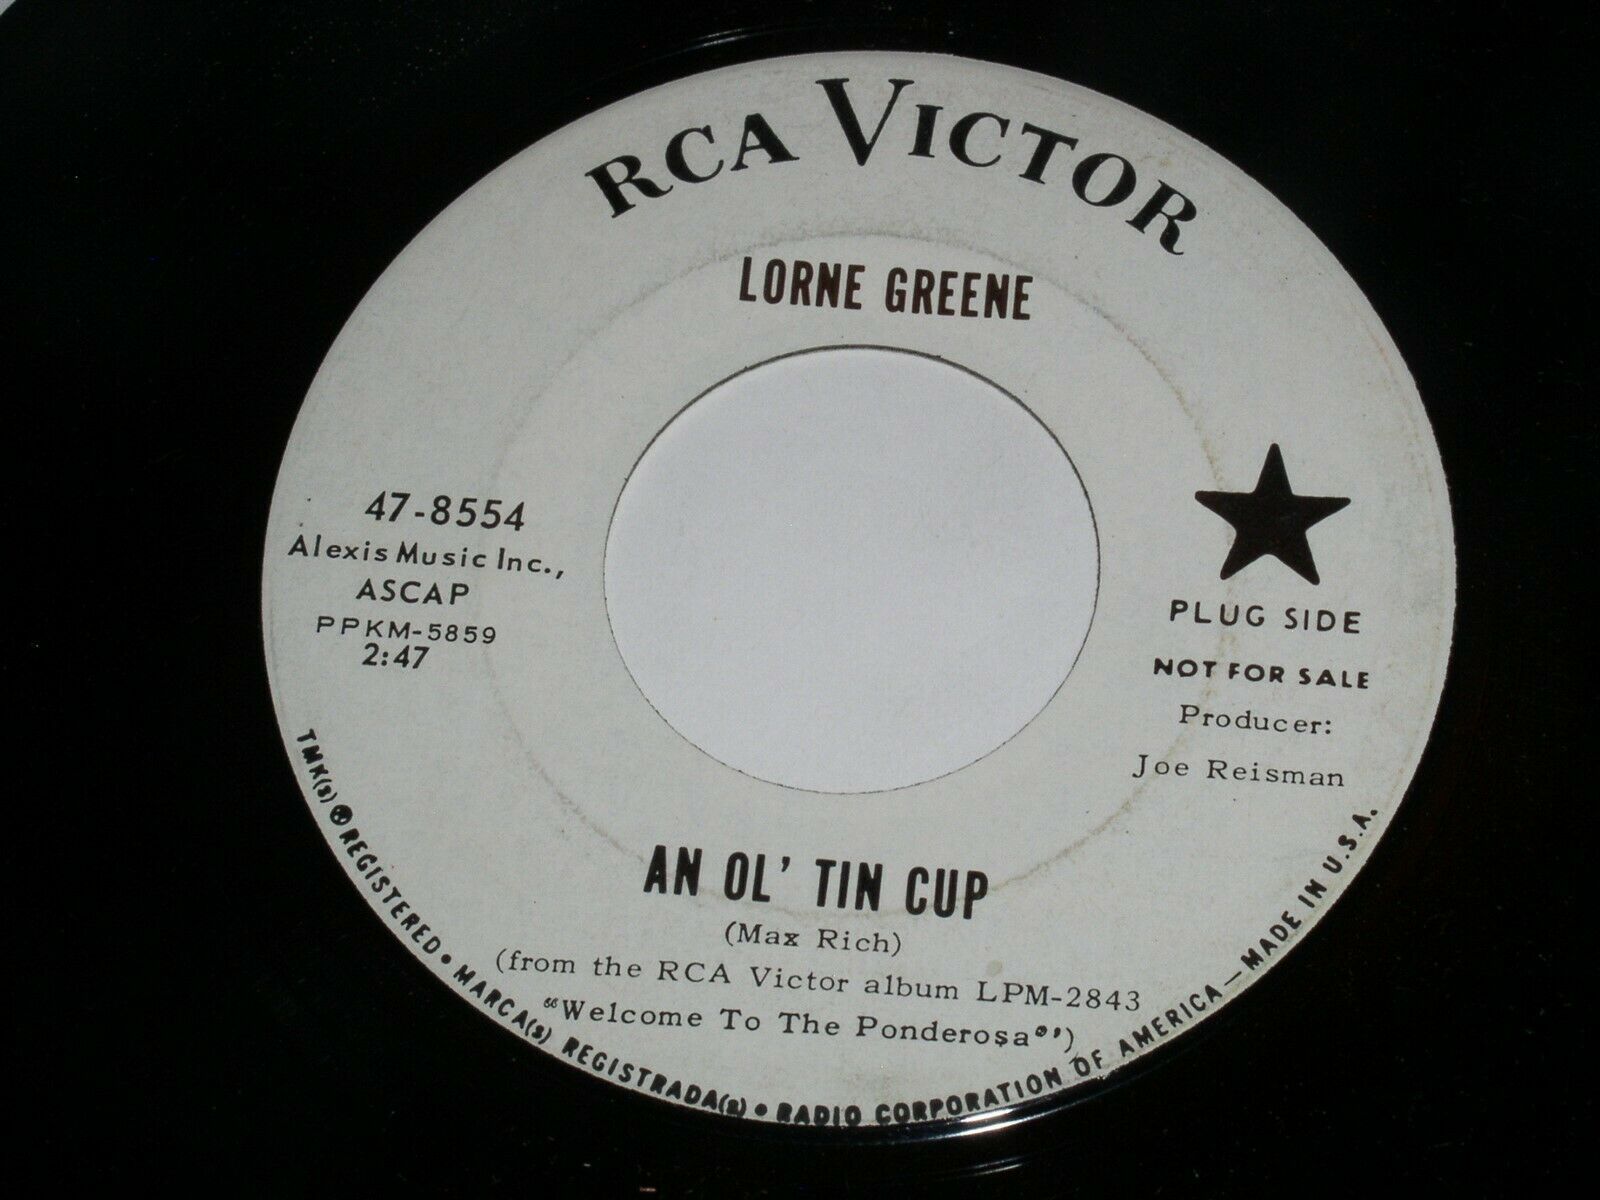 RCA VICTOR
LORNE GREENE
47-8554
Alexis Music Inc.,
ASCAP
PPKM-5859
2:47
PLUG SIDE
NOT FOR SALE
Producer:
Joe Reisman
AN OL' TIN CUP
(Max Rich)
(from the RCA Victor album LPM-2843
"Welcome To The Ponderosa")
TMK(s) ® REGISTERED • MARCA(s) REGISTRADA(s) • RADIO CORPORATION OF AMERICA—MADE IN U.S.A.